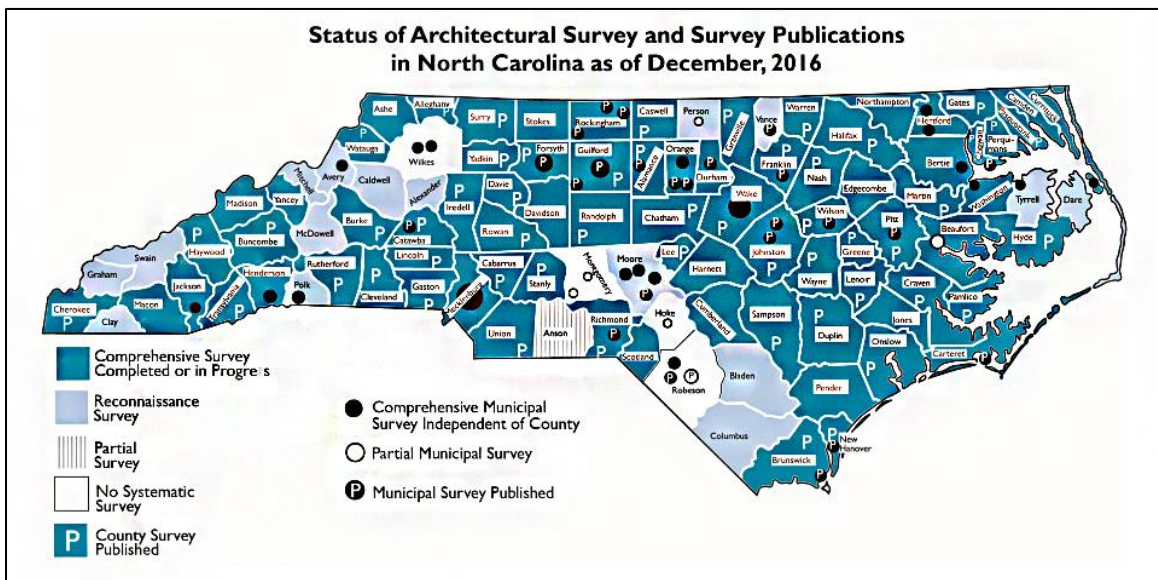 Status of Architectural Survey and Survey Publications
in North Carolina as of December, 2016
Ashe
Alleghany
Surry
Stokes
Rockingham
P
P
P
Caswell
Person
Granville
Vance
P
Warren
Northampton
Hertford
Gates
Camden
Currituck
Pasquotank
Perqui-
mans
Chowan
Watauga
Wilkes
Yadkin
Forsyth
P
Guilford
P
P
Alamance
Orange
P
P
Durham
P
Franklin
P
Halifax
Nash
Edgecombe
Bertie
Martin
Washington
Tyrrell
Dare
Mitchell
Avery
Caldwell
Alexander
Iredell
Davie
Davidson
Randolph
Chatham
Wake
Wilson
P
Pitt
P
Beaufort
Hyde
Madison
Yancey
McDowell
Burke
Catawba
P
Rowan
Lee
Johnston
P
P
Greene
Haywood
Buncombe
Rutherford
Lincoln
Cabarrus
Montgomery
Moore
P
Harnett
Wayne
Lenoir
Craven
Pamlico
Swain
Graham
Jackson
Henderson
Polk
Cleveland
Gaston
Mecklenburg
Stanly
Cumberland
Sampson
Duplin
Jones
Cherokee
Macon
Clay
Transylvania
Union
Anson
Richmond
P
Scotland
Hoke
Onslow
Carteret
P
Robeson
P
P
Bladen
Pender
Columbus
Brunswick
P
New
Hanover
P
Comprehensive Survey
Completed or in Progress
Reconnaissance
Survey
Partial
Survey
No Systematic
Survey
P
County Survey
Published
Comprehensive Municipal
Survey Independent of County
Partial Municipal Survey
P
Municipal Survey Published